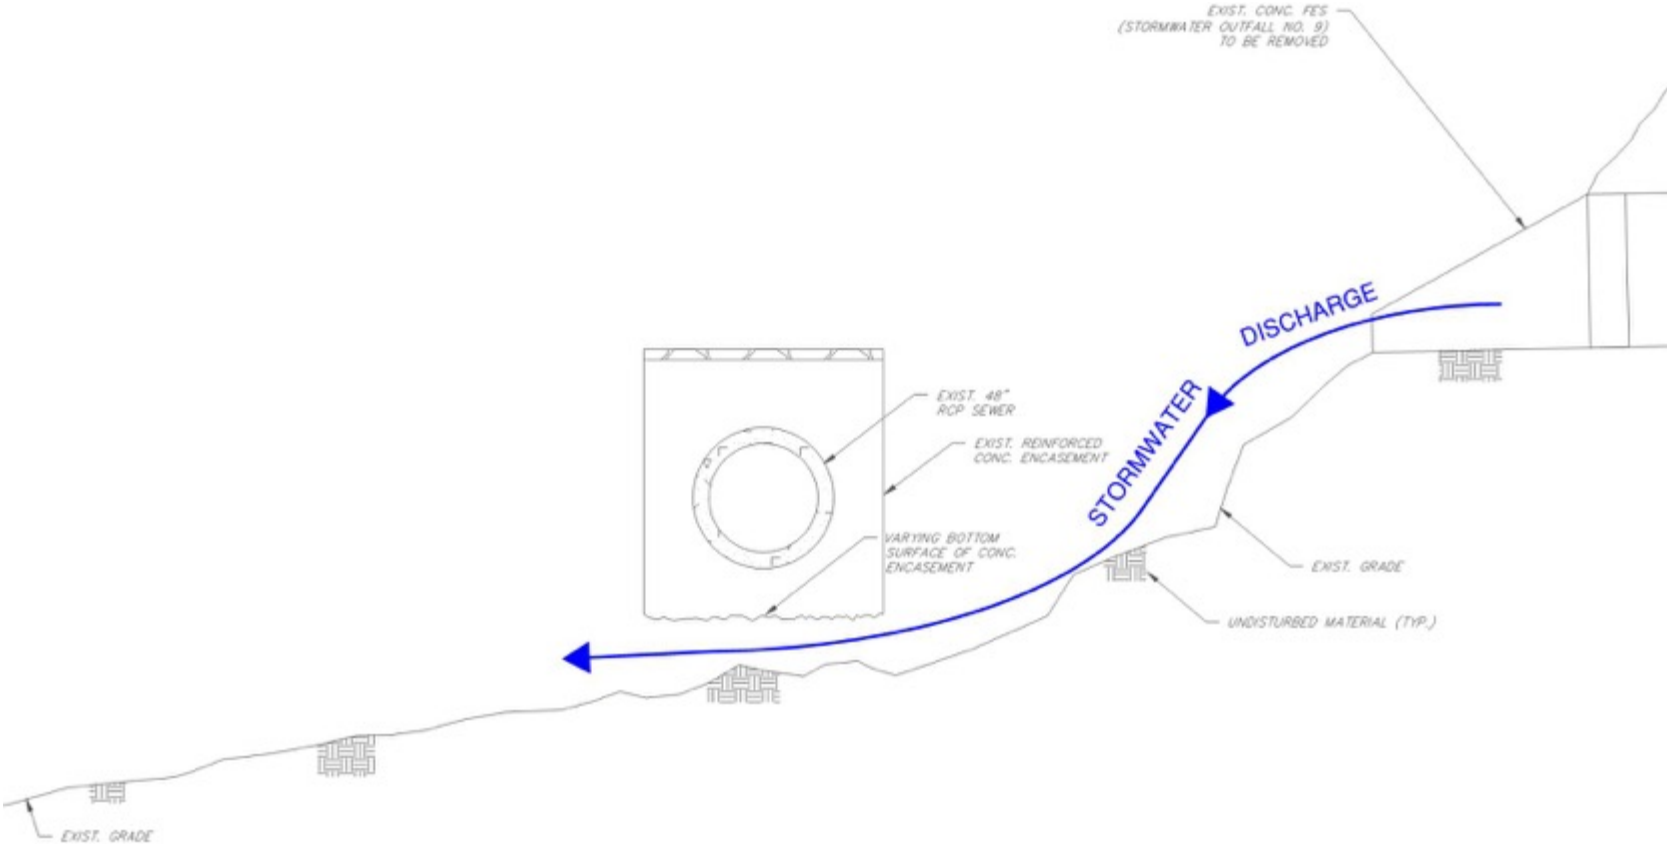 EXIST. CONC. FES
(STORMWATER OUTFALL NO. 9)
TO BE REMOVED
DISCHARGE
STORMWATER
EXIST. 48"
RCP SEWER
EXIST. REINFORCED
CONC. ENCASEMENT
VARYING BOTTOM
SURFACE OF CONC.
ENCASEMENT
EXIST. GRADE
UNDISTURBED MATERIAL (TYP.)
EXIST. GRADE